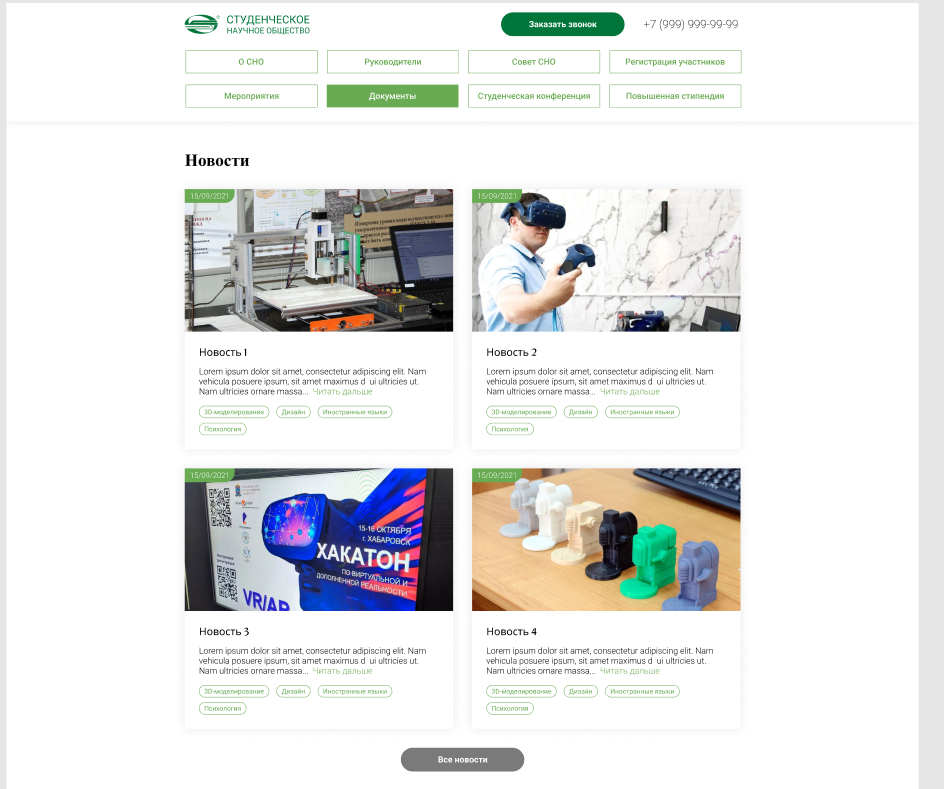 СТУДЕНЧЕСКОЕ
НАУЧНОЕ ОБЩЕСТВО
Заказать звонок
+7 (999) 999-99-99
О СНО
Руководители
Совет СНО
Регистрация участников
Мероприятия
Документы
Студенческая конференция
Повышенная стипендия
Новости
15/09/2021
15/09/2021
Новость 1
Lorem ipsum dolor sit amet, consectetur adipiscing elit. Nam
vehicula posuere ipsum, sit amet maximus d ui ultricies ut.
Nam ultricies ornare massa... Читать дальше
3D-моделирование
Дизайн
Иностранные языки
Психология
Новость 2
Lorem ipsum dolor sit amet, consectetur adipiscing elit. Nam
vehicula posuere ipsum, sit amet maximus d ui ultricies ut.
Nam ultricies ornare massa... Читать дальше
3D-моделирование
Дизайн
Иностранные языки
Психология
15/09/2021
15-16 ОКТЯБРЯ
г. ХАБАРОВСК
ХАКАТОН
ПО ВИРТУАЛЬНОЙ И
ДОПОЛНЕННОЙ РЕАЛЬНОСТИ
VR/AR
15/09/2021
Новость 3
Lorem ipsum dolor sit amet, consectetur adipiscing elit. Nam
vehicula posuere ipsum, sit amet maximus d ui ultricies ut.
Nam ultricies ornare massa... Читать дальше
3D-моделирование
Дизайн
Иностранные языки
Психология
Новость 4
Lorem ipsum dolor sit amet, consectetur adipiscing elit. Nam
vehicula posuere ipsum, sit amet maximus d ui ultricies ut.
Nam ultricies ornare massa... Читать дальше
3D-моделирование
Дизайн
Иностранные языки
Психология
Все новости